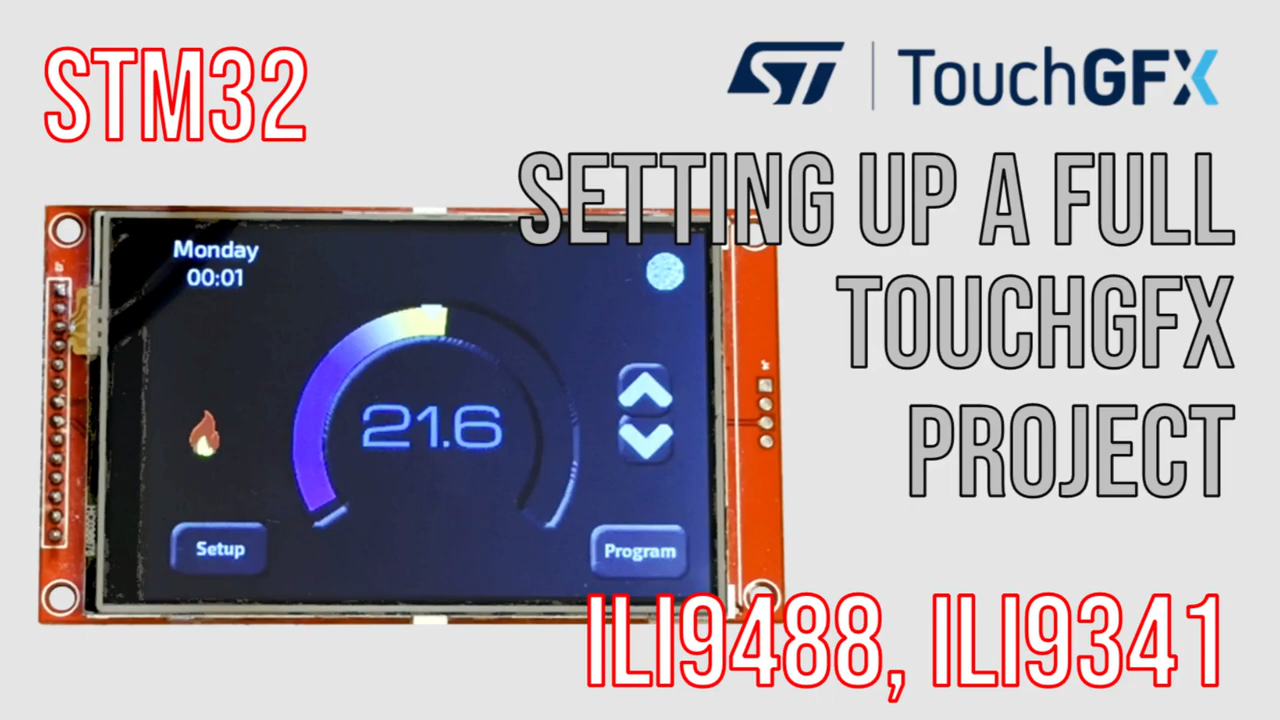 STM32
ST TouchGFX
SETTING UP A FULL
TOUCHGFX
PROJECT
Monday
00:01
21.6
Setup
Program
ILI9488, ILI9341